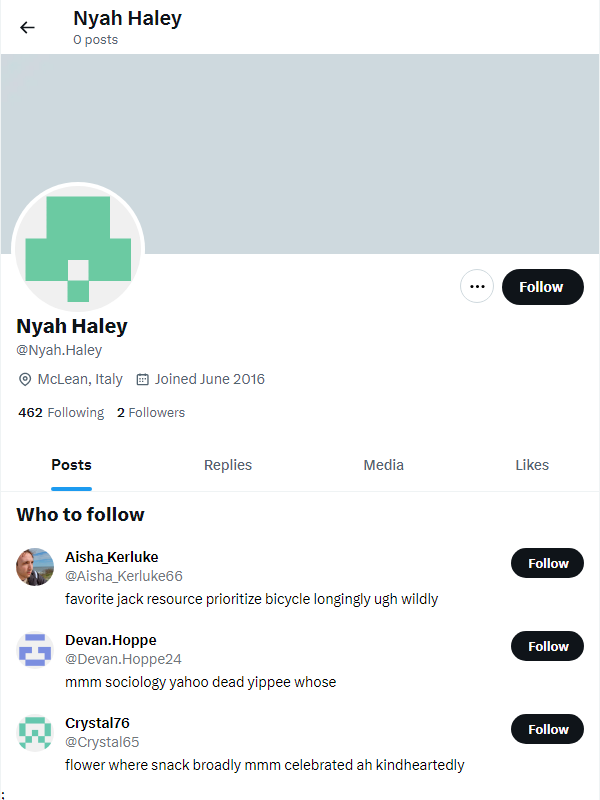 Nyah Haley
0 posts
Follow
Nyah Haley
@Nyah.Haley
McLean, Italy Joined June 2016
462 Following 2 Followers
Posts Replies Media Likes
Who to follow
Aisha_Kerluke
@Aisha_Kerluke66
Follow
favorite jack resource prioritize bicycle longingly ugh wildly
Devan.Hoppe
@Devan.Hoppe24
Follow
mmm sociology yahoo dead yippee whose
Crystal76
@Crystal65
Follow
flower where snack broadly mmm celebrated ah kindheartedly
;